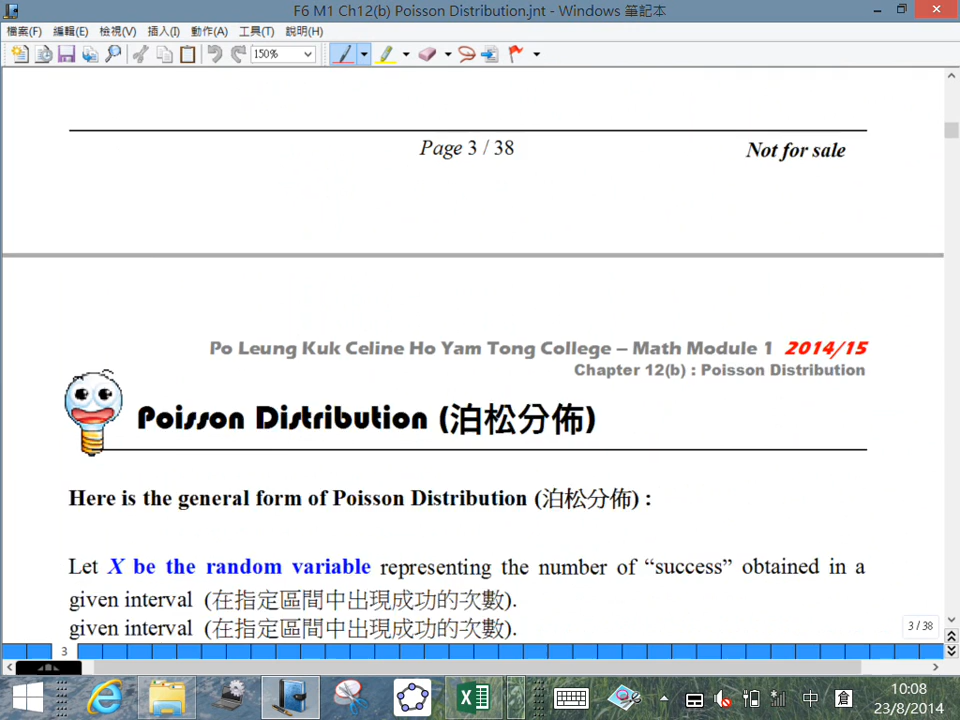 F6 M1 Ch12(b) Poisson Distribution.jnt - Windows 筆記本
檔案(F) 編輯(E) 檢視(V) 插入(I) 動作(A) 工具(T) 說明(H)
150%
Page 3 / 38
Not for sale
Po Leung Kuk Celine Ho Yam Tong College – Math Module 1 2014/15
Chapter 12(b) : Poisson Distribution
Poisson Distribution (泊松分佈)
Here is the general form of Poisson Distribution (泊松分佈) :
Let X be the random variable representing the number of “success” obtained in a
given interval (在指定區間中出現成功的次數).
given interval (在指定區間中出現成功的次數).
3 / 38
3
中 倉 10:08
23/8/2014